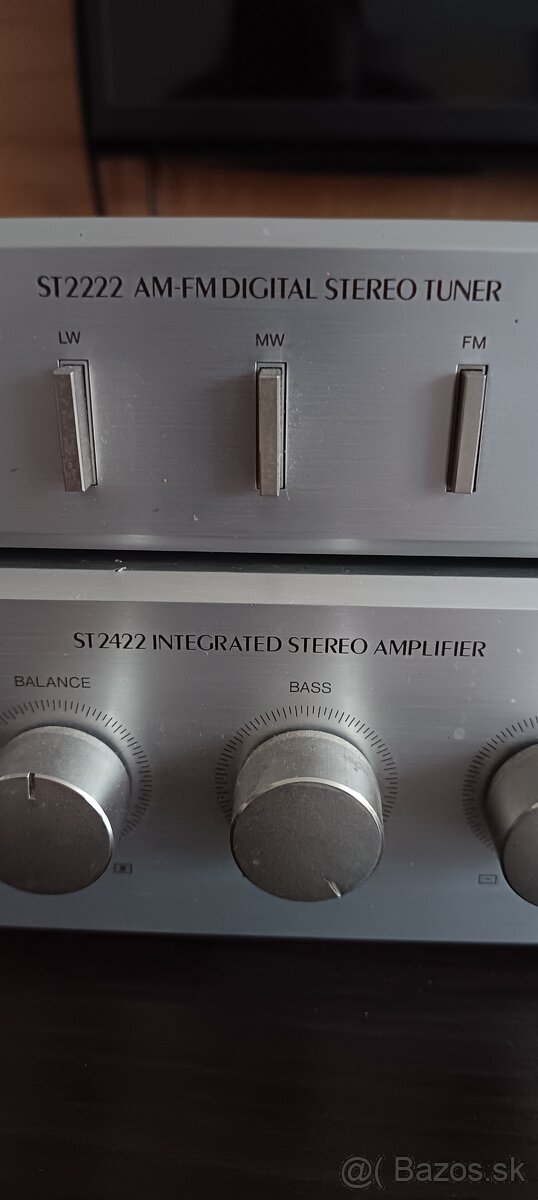 ST2222 AM-FM DIGITAL STEREO TUNER
LW MW FM
ST2422 INTEGRATED STEREO AMPLIFIER
BALANCE BASS
@( Bazos.sk